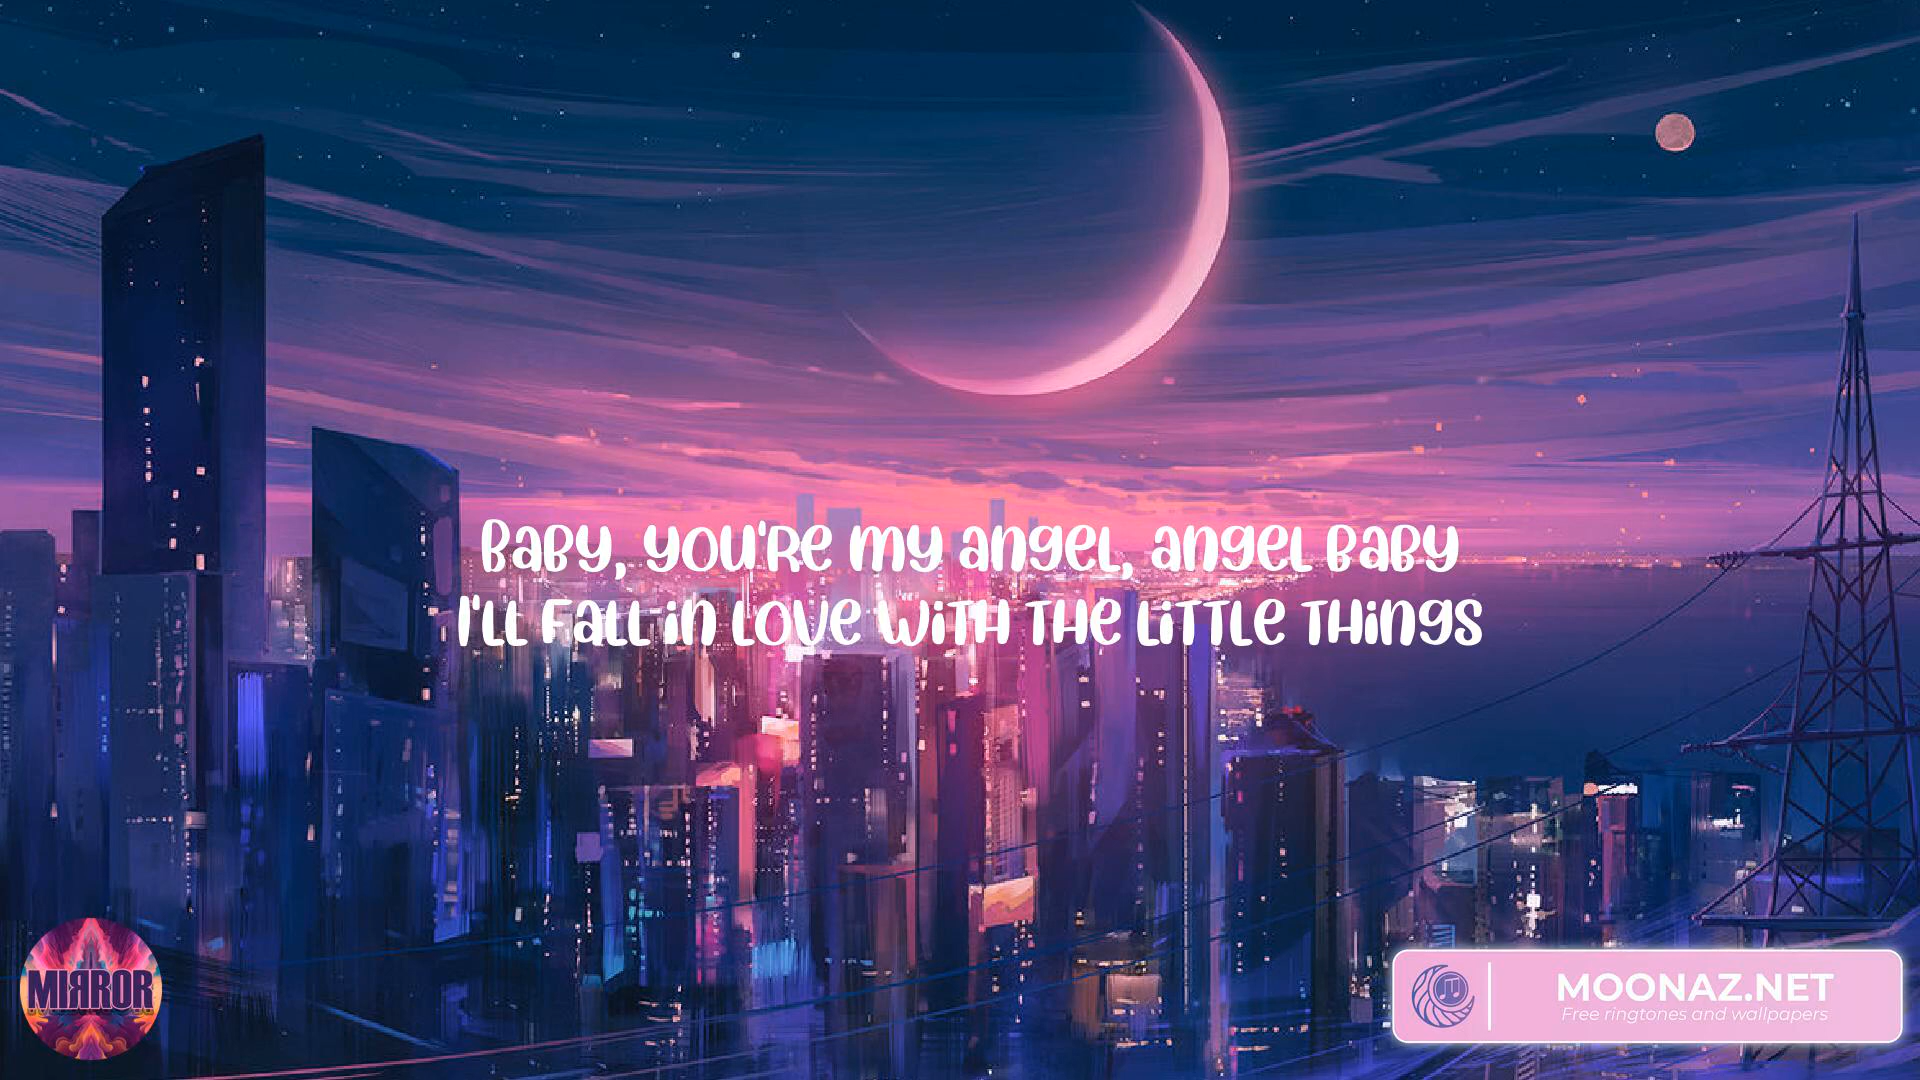 Baby, you're my angel, angel baby
I'll fall in love with the little things
MIRROR
MOONAZ.NET
Free ringtones and wallpapers